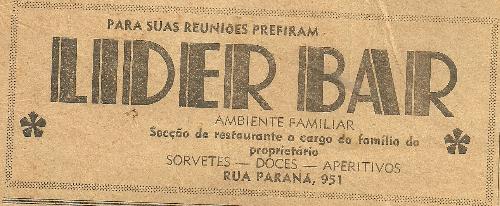 PARA SUAS REUNIÕES PREFIRAM
LIDER BAR
AMBIENTE FAMILIAR
Secção de restaurante a cargo da família do
proprietário
SORVETES — DOCES — APERITIVOS
RUA PARANÁ, 951